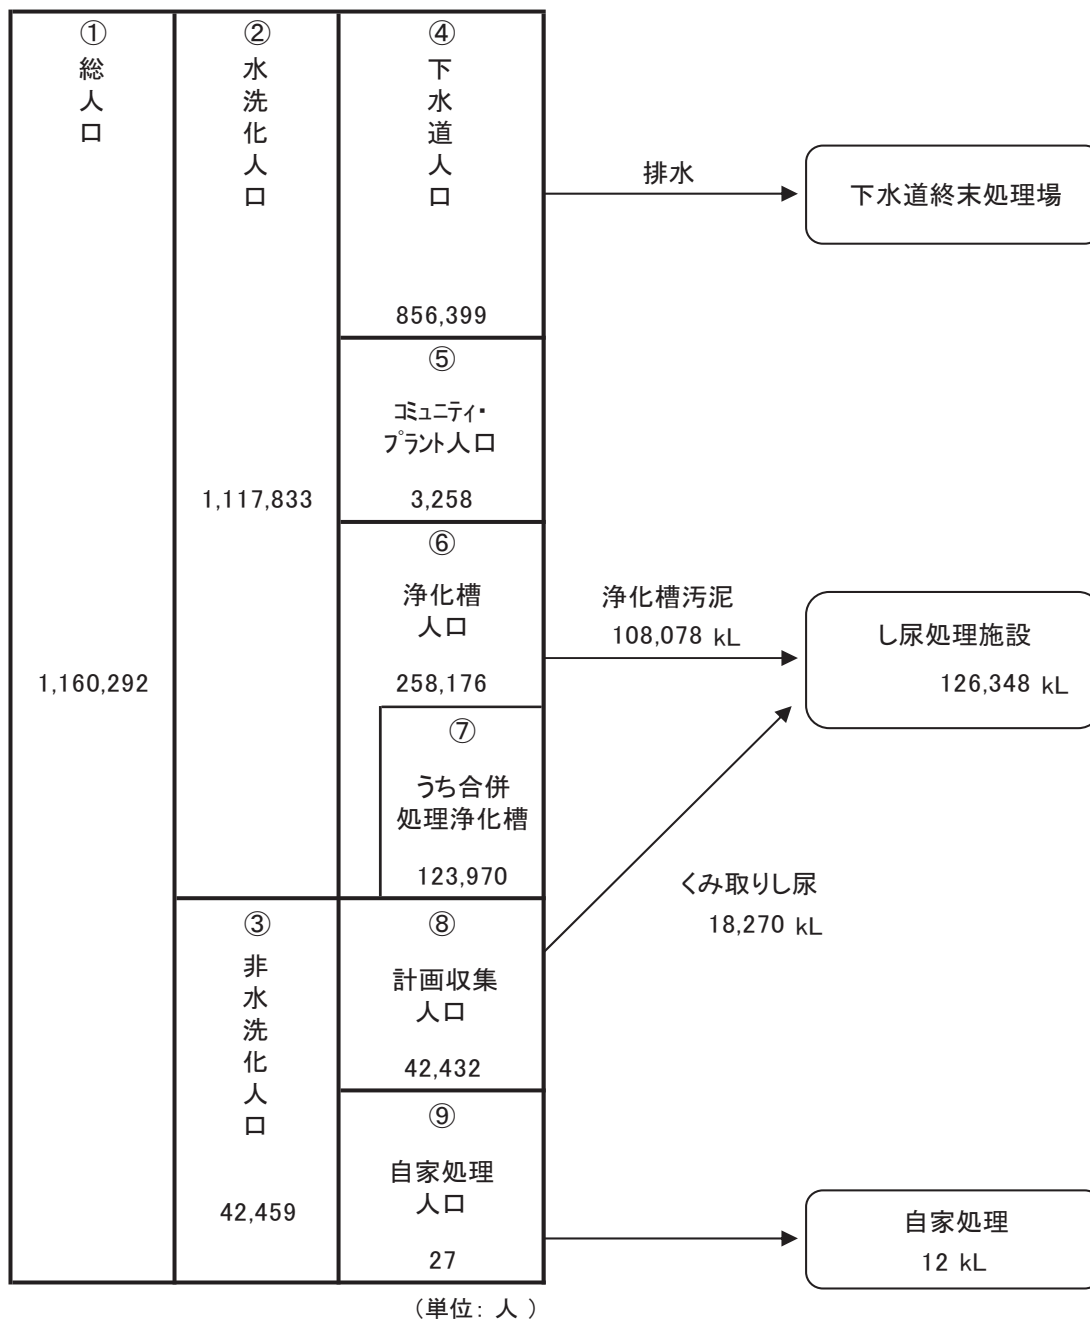 ①
総人口
1,160,292
②
水洗化人口
1,117,833
③
非水洗化人口
42,459
④
下水道人口
856,399
⑤
コミュニティ・
プラント人口
3,258
⑥
浄化槽
人口
258,176
⑦
うち合併
処理浄化槽
123,970
⑧
計画収集
人口
42,432
⑨
自家処理
人口
27
(単位: 人 )
排水
下水道終末処理場
浄化槽汚泥
108,078 kL
し尿処理施設
126,348 kL
くみ取りし尿
18,270 kL
自家処理
12 kL